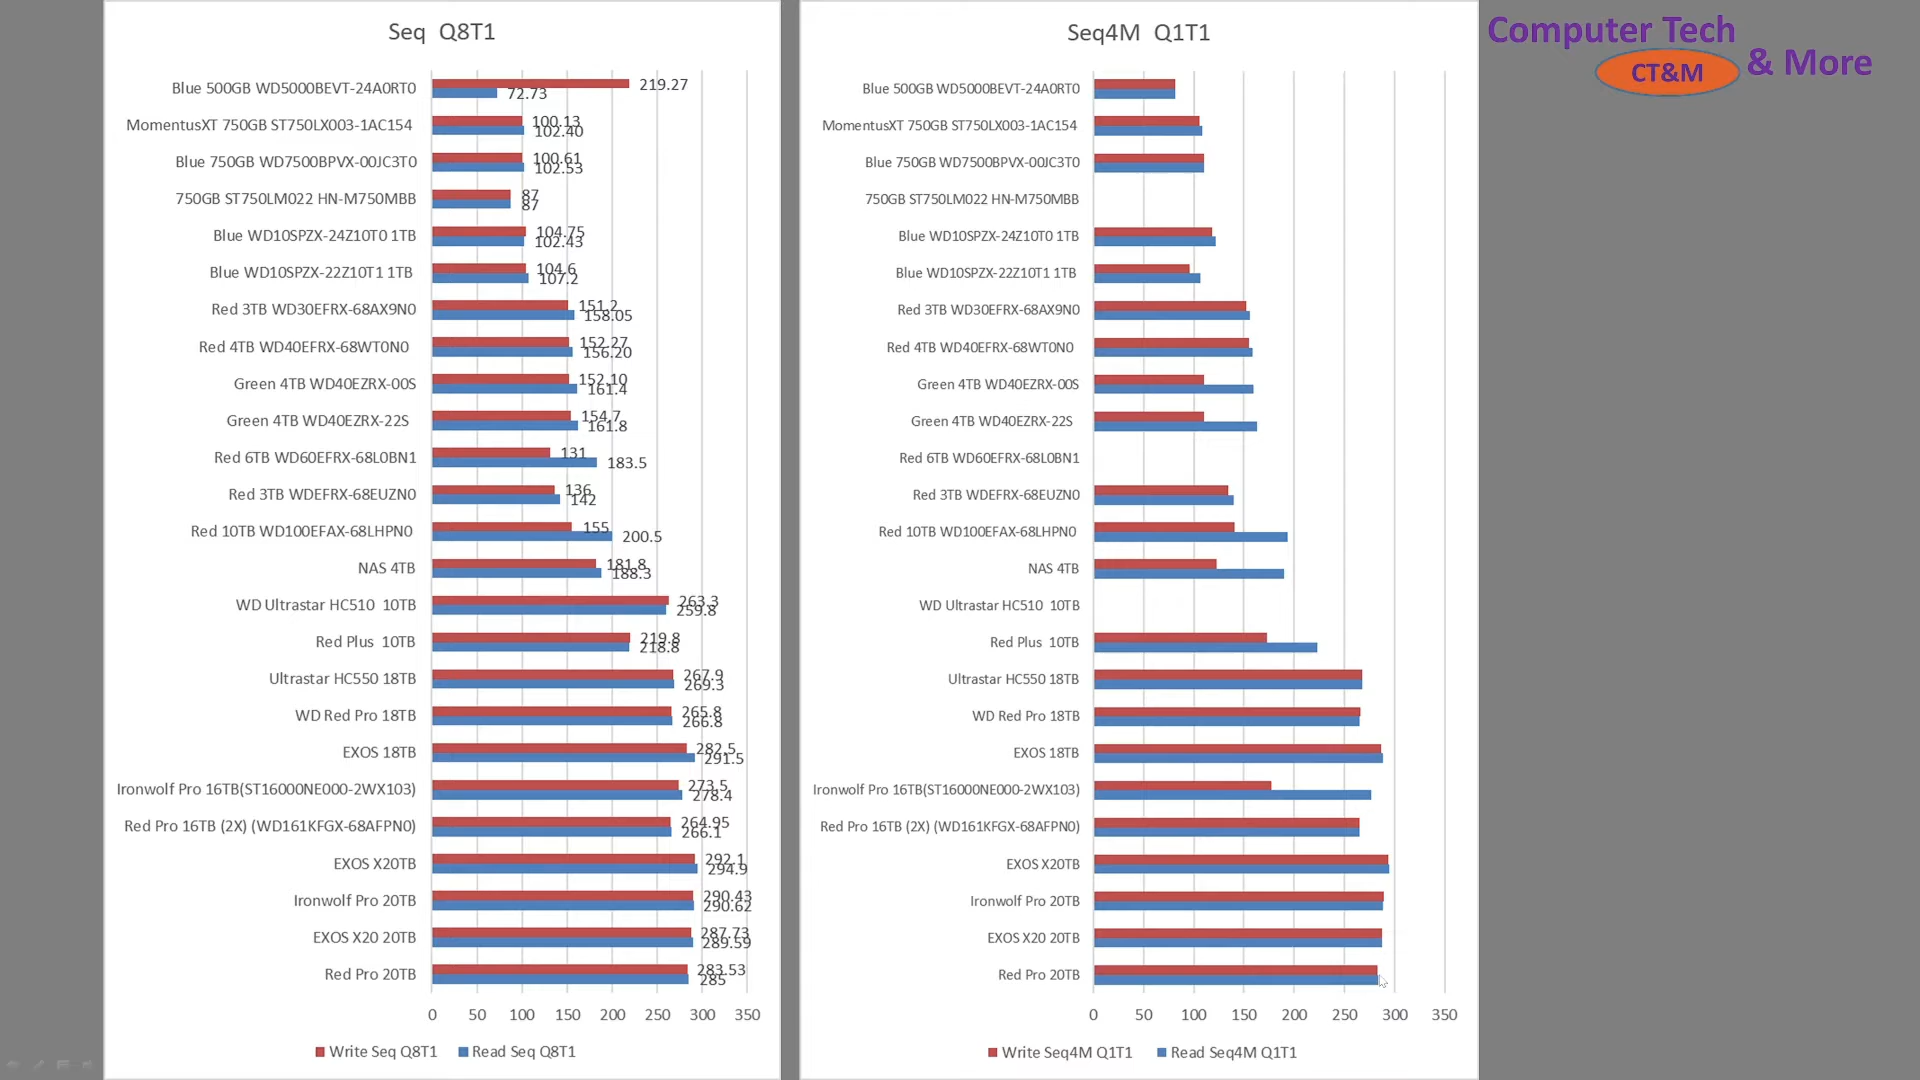 Seq Q8T1
Blue 500GB WD5000BEVT-24A0RT0 219.27
72.73
MomentusXT 750GB ST750LX003-1AC154 100.13
102.40
Blue 750GB WD7500BPVX-00JC3T0 100.61
102.53
750GB ST750LM022 HN-M750MBB 87
87
Blue WD10SPZX-24Z10T0 1TB 104.75
102.43
Blue WD10SPZX-22Z10T1 1TB 104.6
107.2
Red 3TB WD30EFRX-68AX9N0 151.2
158.05
Red 4TB WD40EFRX-68WT0N0 152.27
156.20
Green 4TB WD40EZRX-00S 152.10
161.4
Green 4TB WD40EZRX-22S 154.7
161.8
Red 6TB WD60EFRX-68L0BN1 131
183.5
Red 3TB WDEFRX-68EUZN0 136
142
Red 10TB WD100EFAX-68LHPN0 155
200.5
NAS 4TB 181.8
188.3
WD Ultrastar HC510 10TB 263.3
259.8
Red Plus 10TB 219.8
218.8
Ultrastar HC550 18TB 267.9
269.3
WD Red Pro 18TB 265.8
266.8
EXOS 18TB 282.5
291.5
Ironwolf Pro 16TB(ST16000NE000-2WX103) 273.5
278.4
Red Pro 16TB (2X) (WD161KFGX-68AFPN0) 264.95
266.1
EXOS X20TB 292.1
294.9
Ironwolf Pro 20TB 290.43
290.62
EXOS X20 20TB 287.73
289.59
Red Pro 20TB 283.53
285
0 50 100 150 200 250 300 350
Write Seq Q8T1 Read Seq Q8T1
Seq4M Q1T1
Blue 500GB WD5000BEVT-24A0RT0
MomentusXT 750GB ST750LX003-1AC154
Blue 750GB WD7500BPVX-00JC3T0
750GB ST750LM022 HN-M750MBB
Blue WD10SPZX-24Z10T0 1TB
Blue WD10SPZX-22Z10T1 1TB
Red 3TB WD30EFRX-68AX9N0
Red 4TB WD40EFRX-68WT0N0
Green 4TB WD40EZRX-00S
Green 4TB WD40EZRX-22S
Red 6TB WD60EFRX-68L0BN1
Red 3TB WDEFRX-68EUZN0
Red 10TB WD100EFAX-68LHPN0
NAS 4TB
WD Ultrastar HC510 10TB
Red Plus 10TB
Ultrastar HC550 18TB
WD Red Pro 18TB
EXOS 18TB
Ironwolf Pro 16TB(ST16000NE000-2WX103)
Red Pro 16TB (2X) (WD161KFGX-68AFPN0)
EXOS X20TB
Ironwolf Pro 20TB
EXOS X20 20TB
Red Pro 20TB
0 50 100 150 200 250 300 350
Write Seq4M Q1T1 Read Seq4M Q1T1
Computer Tech
CT&M & More